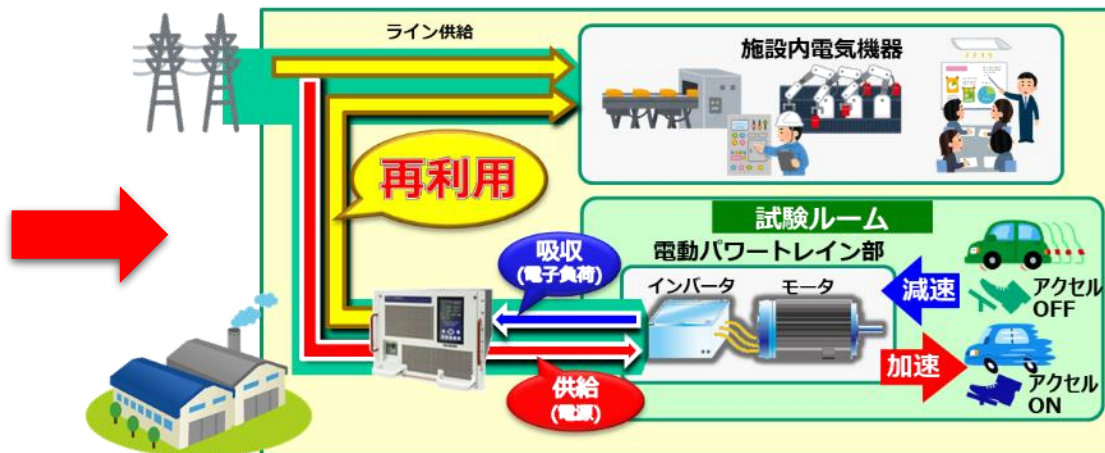 ライン供給
施設内電気機器
再利用
試験ルーム
電動パワートレイン部
吸収
(電子負荷)
インバータ
モータ
減速
アクセル
OFF
加速
アクセル
ON
供給
(電源)